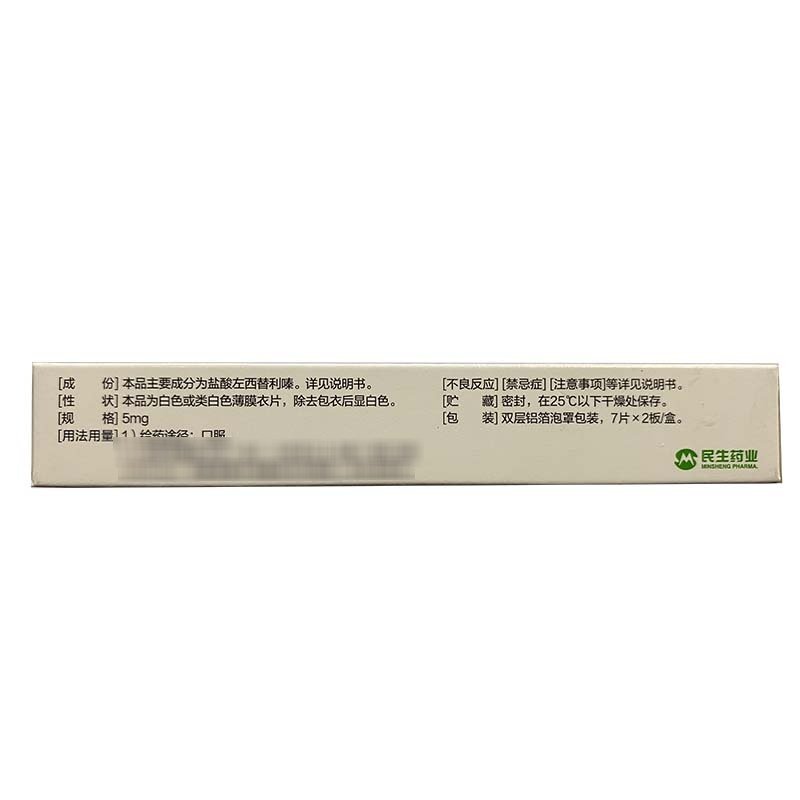 [成 份] 本品主要成分为盐酸左西替利嗪。详见说明书。
[性 状] 本品为白色或类白色薄膜衣片，除去包衣后显白色。
[规 格] 5mg
[用法用量] 1) 给药途径：口服
[不良反应] [禁忌症] [注意事项]等详见说明书。
[贮 藏] 密封，在25℃以下干燥处保存。
[包 装] 双层铝箔泡罩包装，7片×2板/盒。
民生药业
MINSHENG PHARMA.